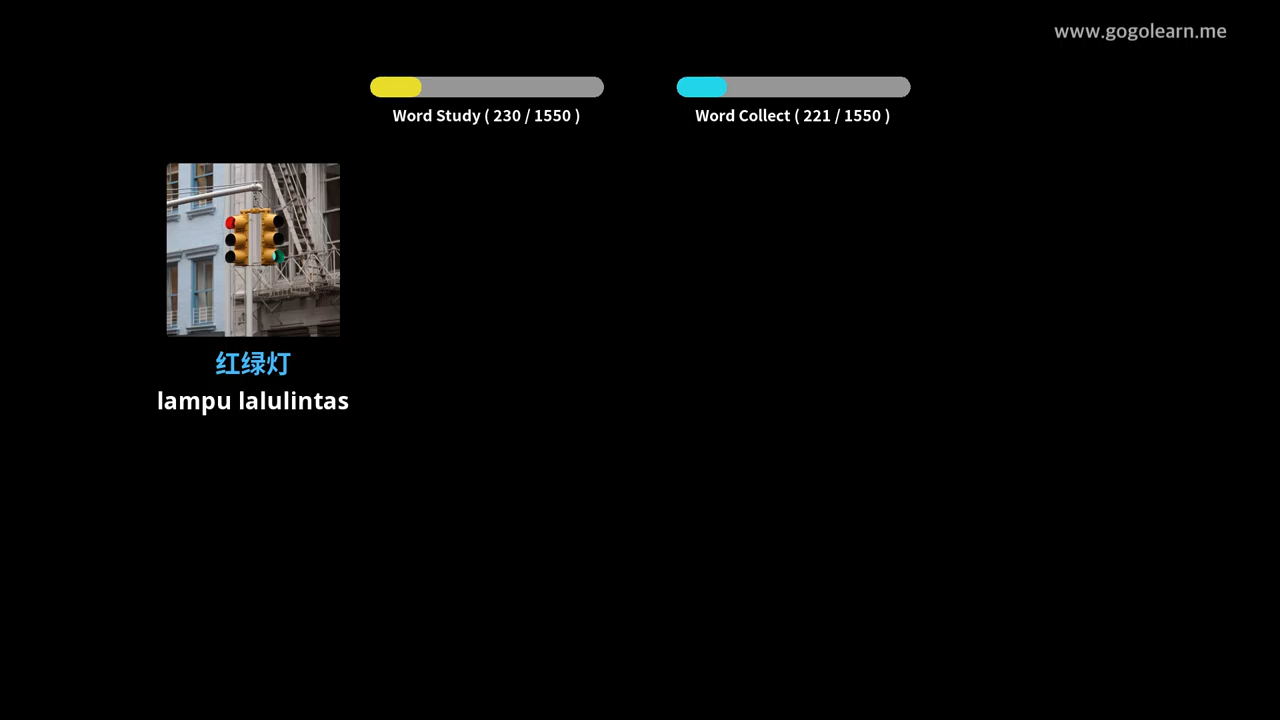 www.gogolearn.me
Word Study ( 230 / 1550 )
Word Collect ( 221 / 1550 )
红绿灯
lampu lalulintas